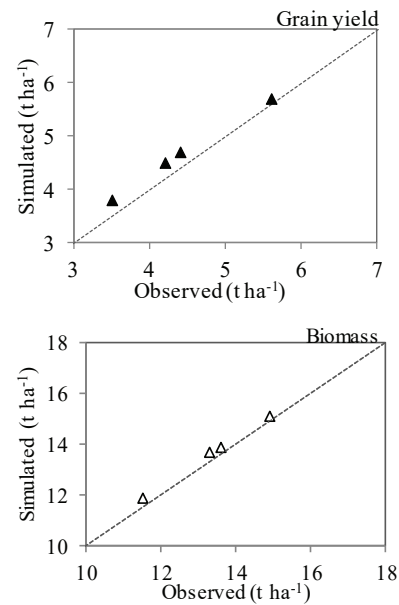 Grain yield
7
6
5
4
3
Simulated (t ha-1)
3 4 5 6 7
Observed (t ha-1)
Biomass
18
16
14
12
10
Simulated (t ha-1)
10 12 14 16 18
Observed (t ha-1)